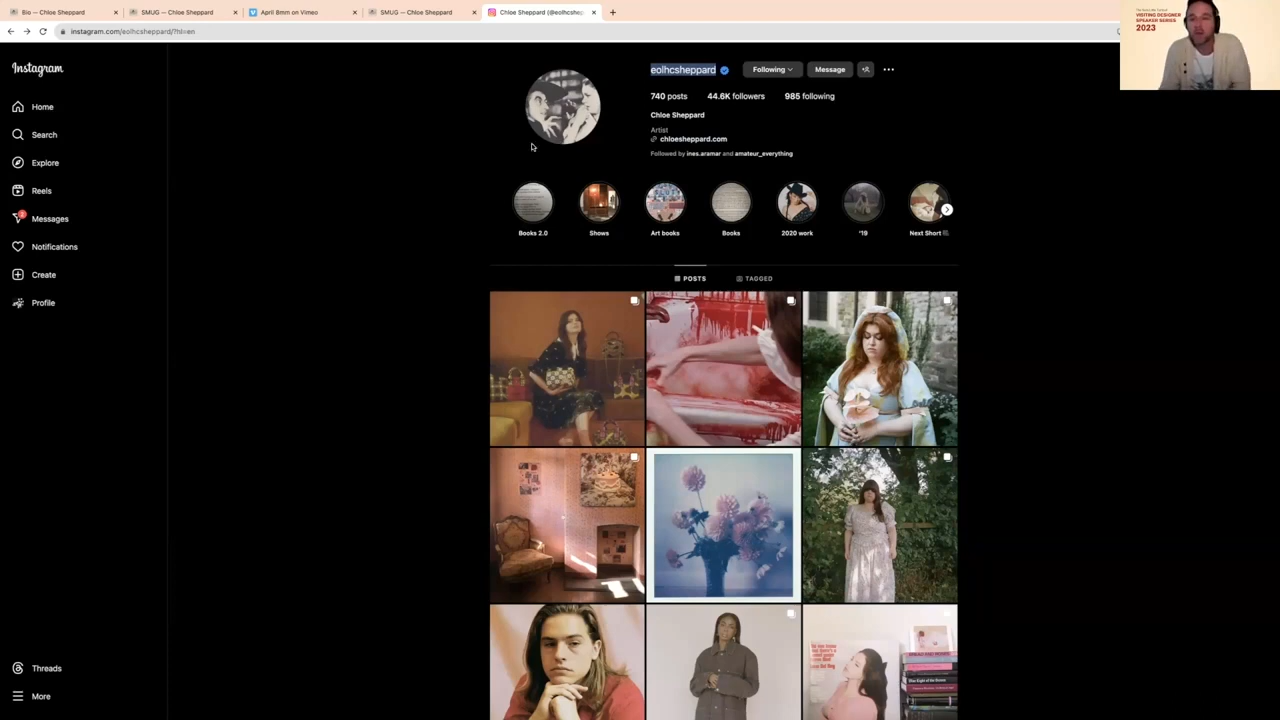 Bio — Chloe Sheppard
SMUG — Chloe Sheppard
April 8mm on Vimeo
SMUG — Chloe Sheppard
Chloe Sheppard (@eolhcshep
instagram.com/eolhcsheppard/?hl=en
VISITING DESIGNER
SPEAKER SERIES
2023
Instagram
Home
Search
Explore
Reels
2
Messages
Notifications
Create
Profile
Threads
More
eolhcsheppard
Following
Message
740 posts
44.6K followers
985 following
Chloe Sheppard
Artist
chloesheppard.com
Followed by ines.aramar and amateur_everything
Books 2.0
Shows
Art books
Books
2020 work
'19
Next Short
POSTS
TAGGED